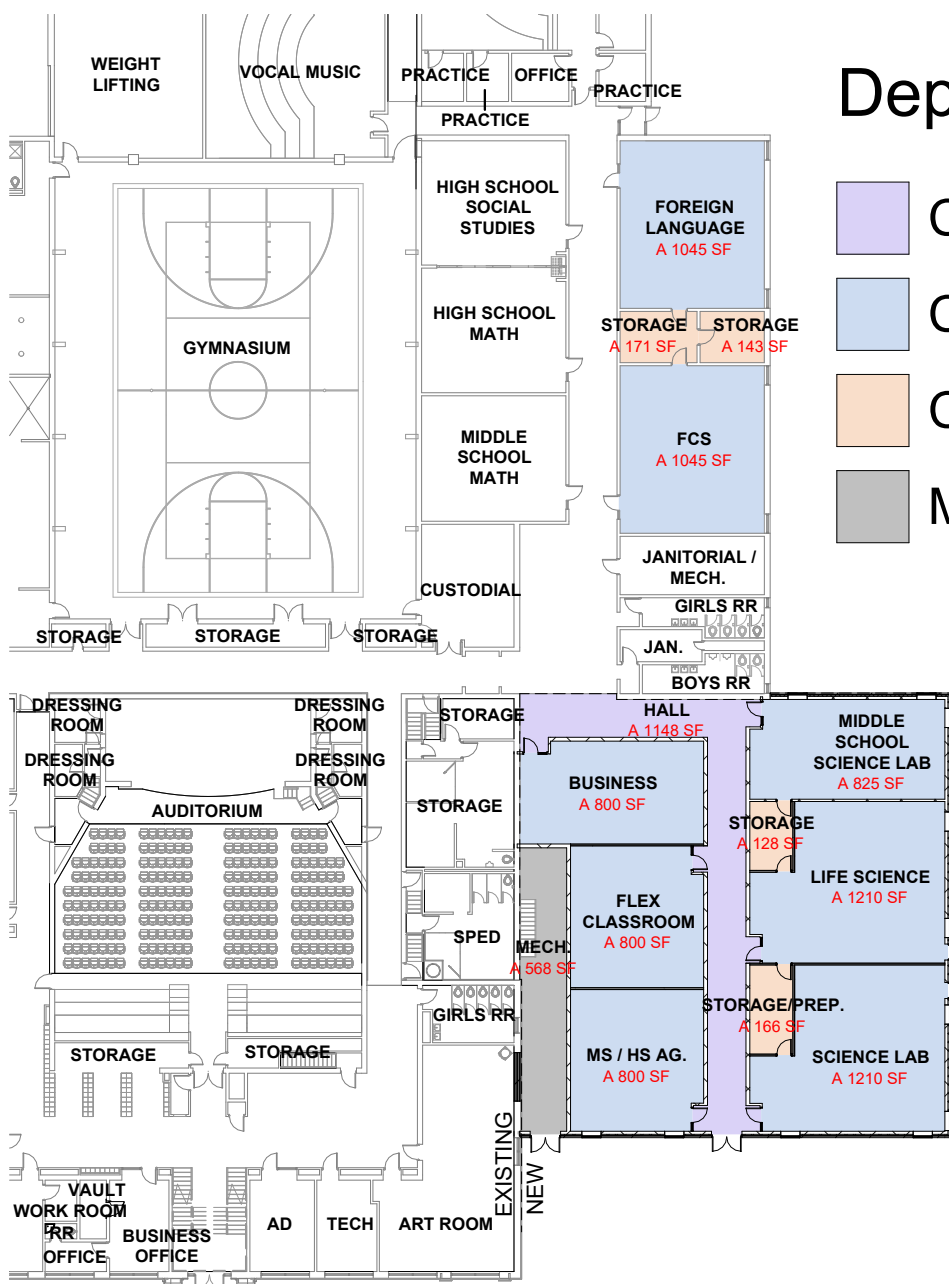 WEIGHT
LIFTING
VOCAL MUSIC
PRACTICE
OFFICE
PRACTICE
PRACTICE
Dep
C
C
C
M
HIGH SCHOOL
SOCIAL
STUDIES
FOREIGN
LANGUAGE
A 1045 SF
HIGH SCHOOL
MATH
STORAGE
A 171 SF
STORAGE
A 143 SF
GYMNASIUM
MIDDLE
SCHOOL
MATH
FCS
A 1045 SF
JANITORIAL /
MECH.
CUSTODIAL
GIRLS RR
JAN.
BOYS RR
STORAGE
STORAGE
STORAGE
DRESSING
ROOM
DRESSING
ROOM
DRESSING
ROOM
DRESSING
ROOM
AUDITORIUM
STORAGE
HALL
A 1148 SF
MIDDLE
SCHOOL
SCIENCE LAB
A 825 SF
STORAGE
BUSINESS
A 800 SF
STORAGE
A 128 SF
LIFE SCIENCE
A 1210 SF
FLEX
CLASSROOM
A 800 SF
SPED
MECH.
A 568 SF
GIRLS RR
STORAGE/PREP.
A 166 SF
STORAGE
STORAGE
MS / HS AG.
A 800 SF
SCIENCE LAB
A 1210 SF
EXISTING
NEW
VAULT
WORK ROOM
RR
OFFICE
BUSINESS
OFFICE
AD
TECH
ART ROOM